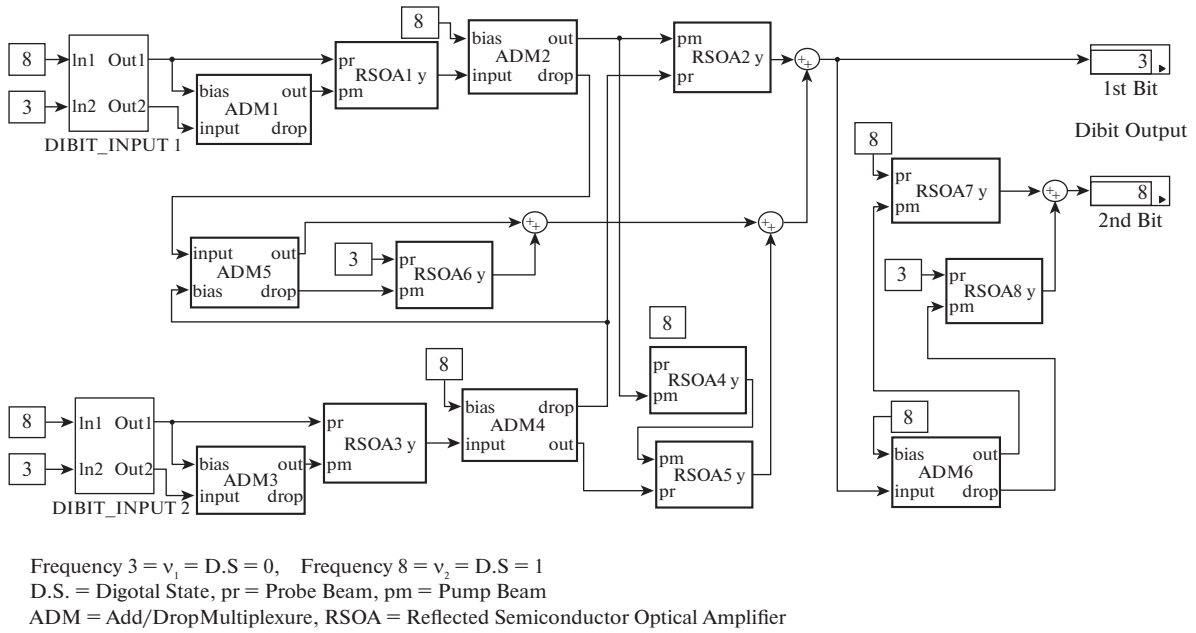 8
In1 Out1
3
In2 Out2
DIBIT_INPUT 1
bias out
ADM1
input drop
pr
RSOA1 y
pm
8
bias out
ADM2
input drop
pm
RSOA2 y
pr
++
3
1st Bit
Dibit Output
8
pr
RSOA7 y
pm
++
8
2nd Bit
input out
ADM5
bias drop
++
3
pr
RSOA6 y
pm
++
3
pr
RSOA8 y
pm
8
pr
RSOA4 y
pm
8
In1 Out1
3
In2 Out2
DIBIT_INPUT 2
bias out
ADM3
input drop
pr
RSOA3 y
pm
8
bias drop
ADM4
input out
pm
RSOA5 y
pr
8
bias out
ADM6
input drop
Frequency 3 = ν₁ = D.S = 0, Frequency 8 = ν₂ = D.S = 1
D.S. = Digotal State, pr = Probe Beam, pm = Pump Beam
ADM = Add/DropMultiplexure, RSOA = Reflected Semiconductor Optical Amplifier